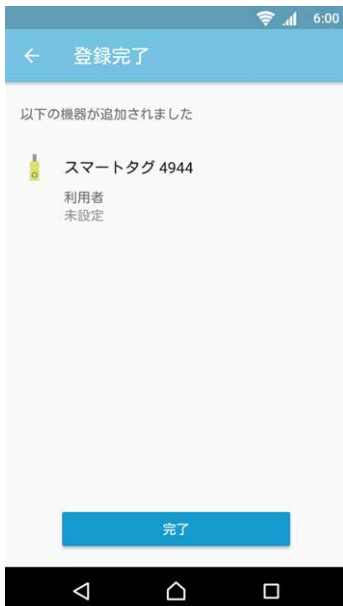 6:00
登録完了
以下の機器が追加されました
スマートタグ 4944
利用者
未設定
完了